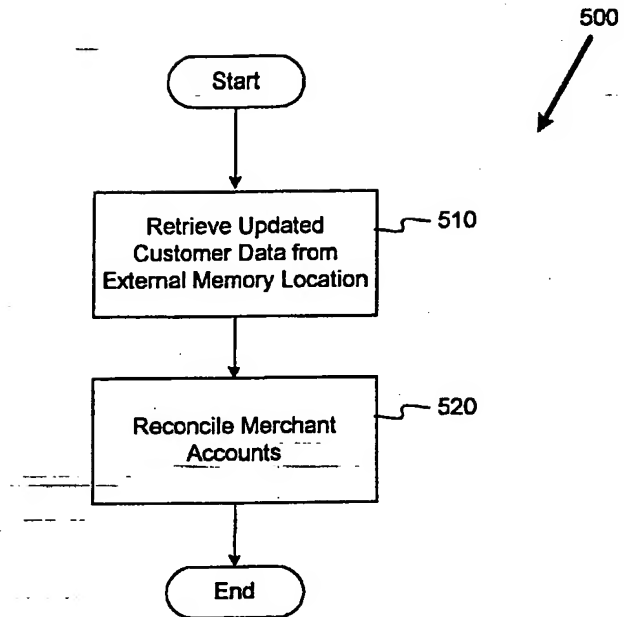 500
Start
Retrieve Updated
Customer Data from
External Memory Location
510
Reconcile Merchant
Accounts
520
End